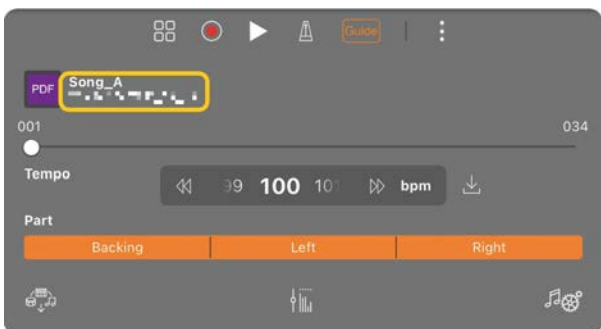 Guide
PDF
Song_A
001 034
Tempo
99 100 101 bpm
Part
Backing Left Right